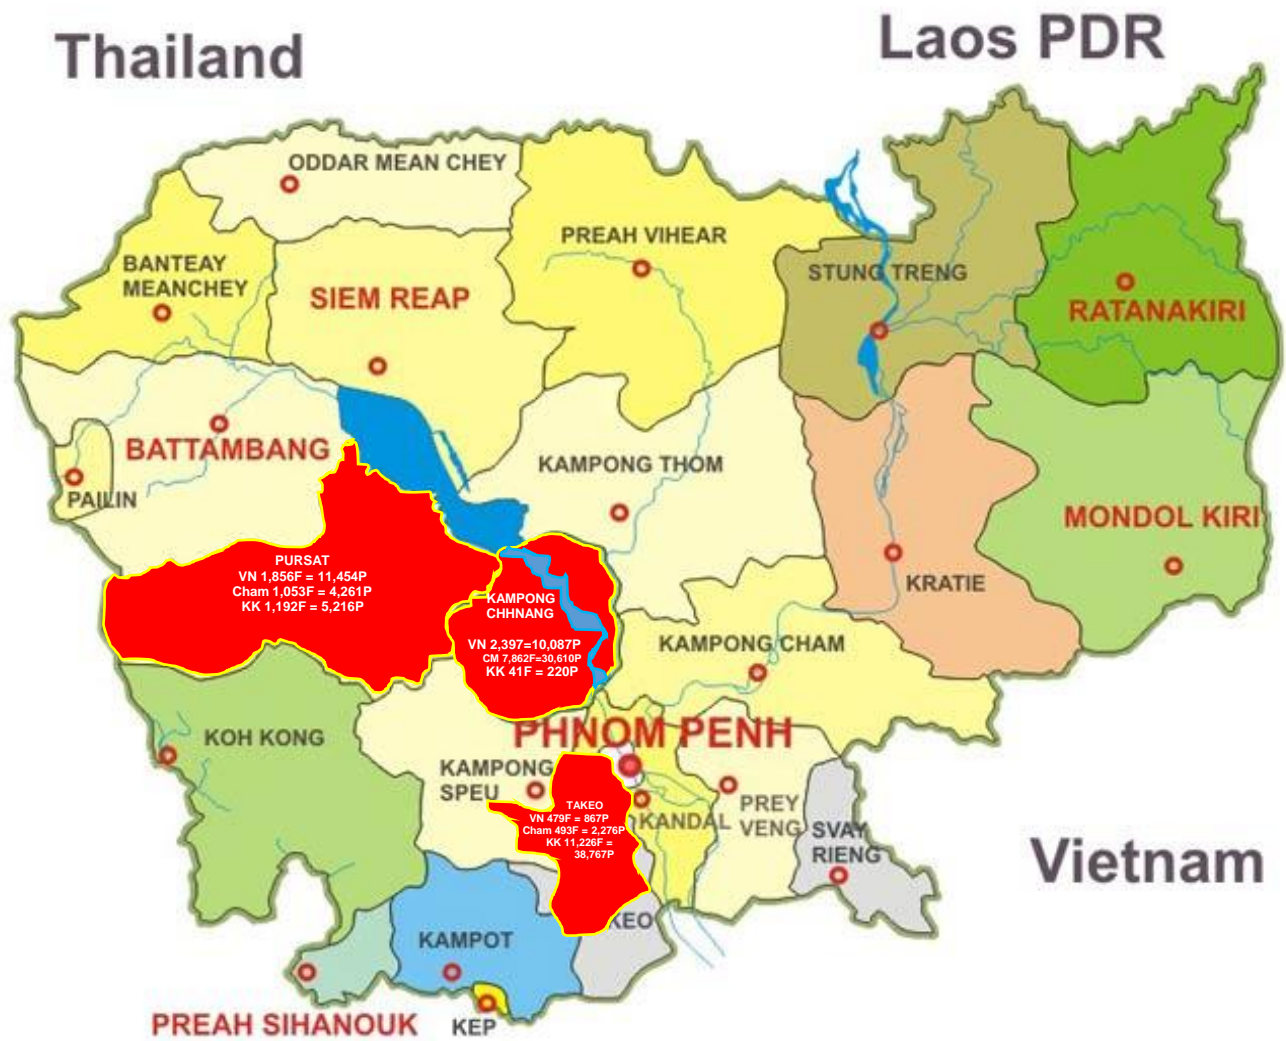 Thailand
Laos PDR
ODDAR MEAN CHEY
PREAH VIHEAR
BANTEAY
MEANCHEY
STUNG TRENG
SIEM REAP
RATANAKIRI
BATTAMBANG
KAMPONG THOM
PAILIN
MONDOL KIRI
PURSAT
VN 1,856F = 11,454P
Cham 1,053F = 4,261P
KK 1,192F = 5,216P
KRATIE
KAMPONG
CHHNANG
VN 2,397=10,087P
CM 7,862F=30,610P
KK 41F = 220P
KAMPONG CHAM
KOH KONG
PHNOM PENH
KAMPONG
SPEU
TAKEO
VN 479F = 867P
Cham 493F = 2,276P
KK 11,226F =
38,767P
KANDAL
PREY
VENG
SVAY
RIENG
Vietnam
KEO
KAMPOT
PREAH SIHANOUK
KEP